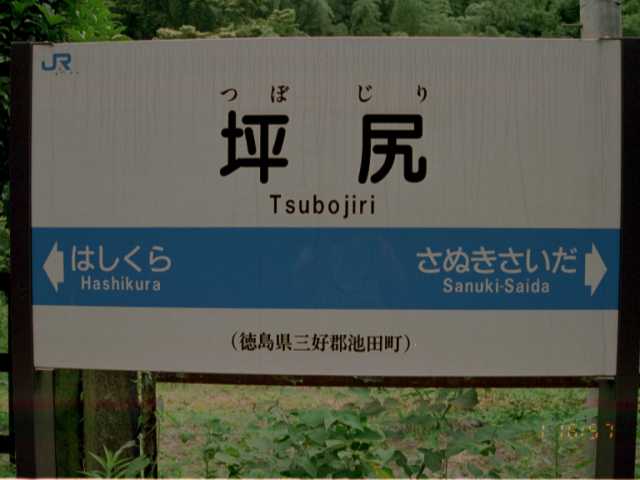 JR
つぼ じり
坪尻
Tsubojiri
はしくら
Hashikura
さぬきさいだ
Sanuki-Saida
（徳島県三好郡池田町）